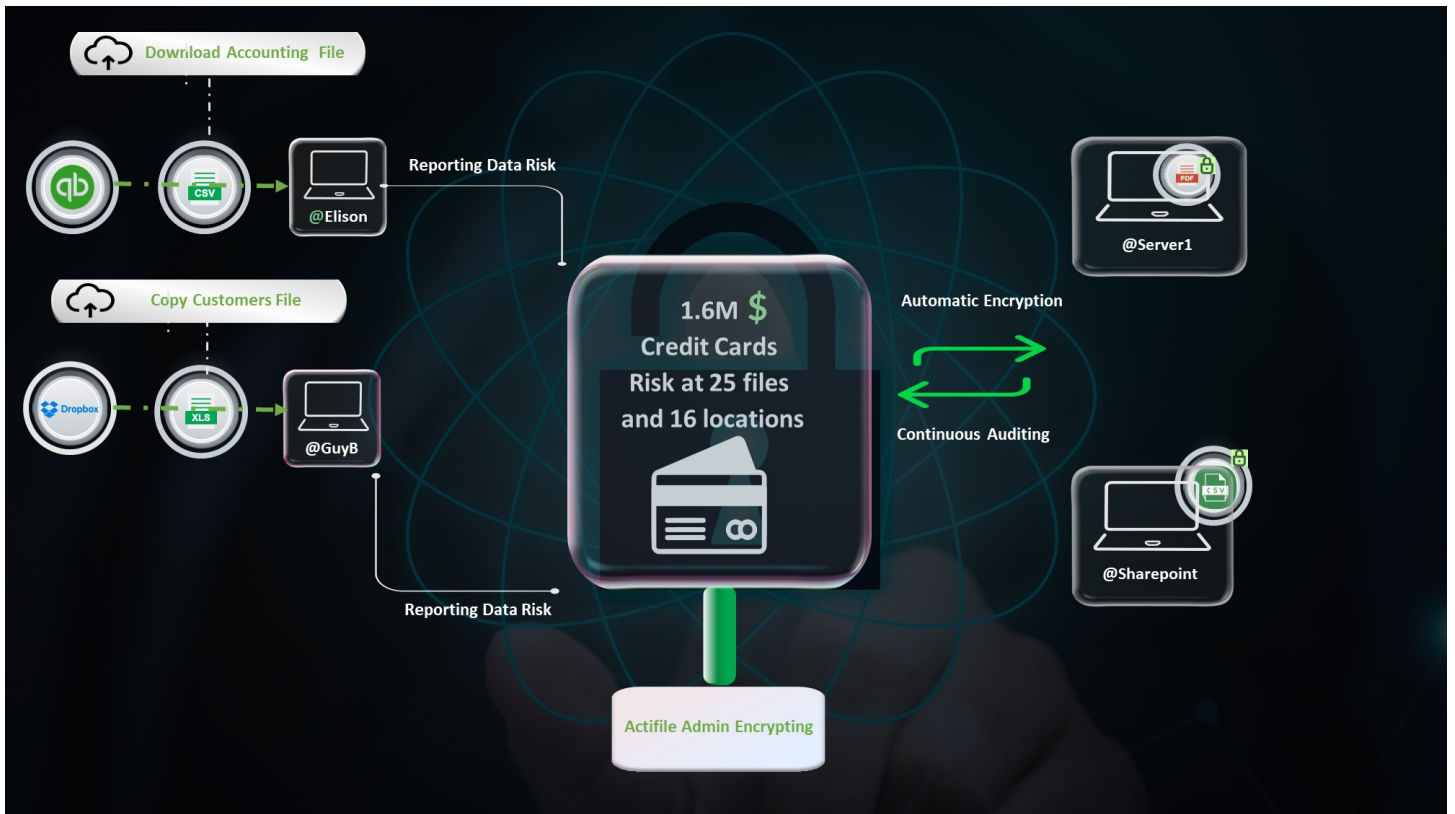 Download Accounting File
qb
CSV
@Elison
Reporting Data Risk
Copy Customers File
Dropbox
XLS
@GuyB
Reporting Data Risk
1.6M $
Credit Cards
Risk at 25 files
and 16 locations
Actifile Admin Encrypting
Automatic Encryption
Continuous Auditing
PDF
@Server1
CSV
@Sharepoint